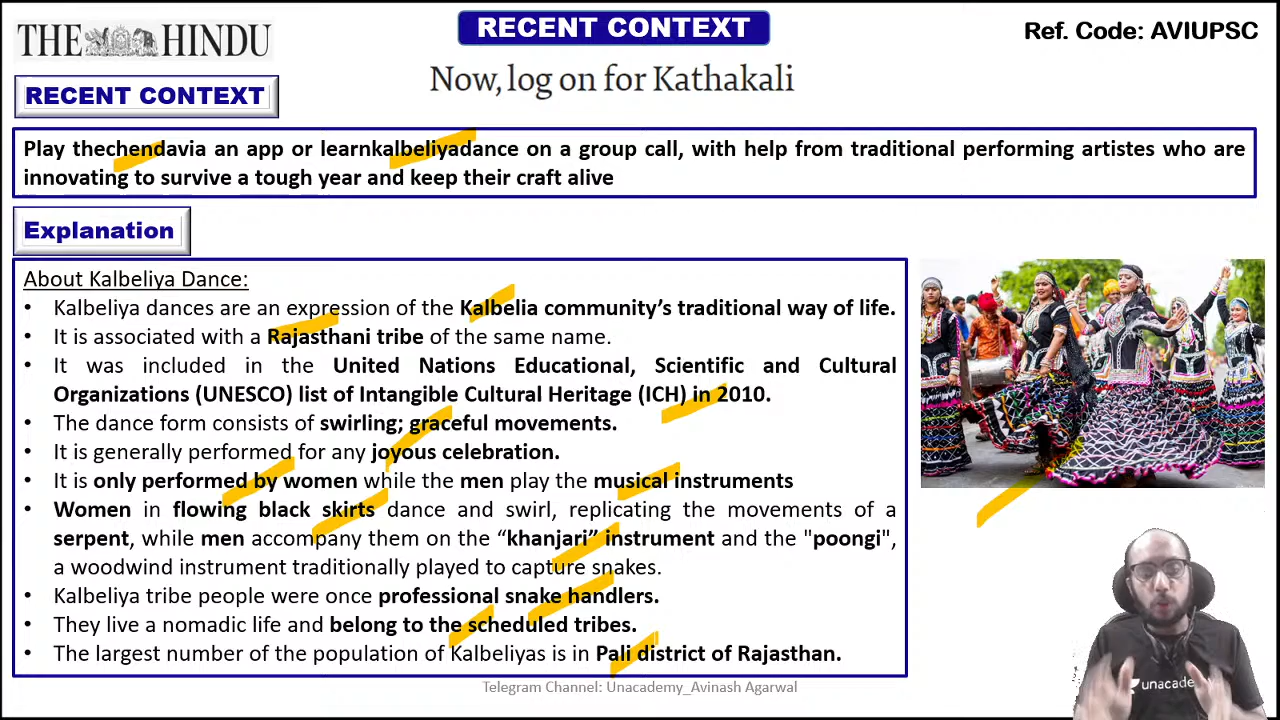 THE HINDU
RECENT CONTEXT
Ref. Code: AVIUPSC
Now, log on for Kathakali
RECENT CONTEXT
Play thechendavia an app or learnkalbeliyadance on a group call, with help from traditional performing artistes who are
innovating to survive a tough year and keep their craft alive
Explanation
About Kalbeliya Dance:
• Kalbeliya dances are an expression of the Kalbelia community's traditional way of life.
• It is associated with a Rajasthani tribe of the same name.
• It was included in the United Nations Educational, Scientific and Cultural
Organizations (UNESCO) list of Intangible Cultural Heritage (ICH) in 2010.
• The dance form consists of swirling; graceful movements.
• It is generally performed for any joyous celebration.
• It is only performed by women while the men play the musical instruments
• Women in flowing black skirts dance and swirl, replicating the movements of a
serpent, while men accompany them on the “khanjari” instrument and the "poongi",
a woodwind instrument traditionally played to capture snakes.
• Kalbeliya tribe people were once professional snake handlers.
• They live a nomadic life and belong to the scheduled tribes.
• The largest number of the population of Kalbeliyas is in Pali district of Rajasthan.
Telegram Channel: Unacademy_Avinash Agarwal